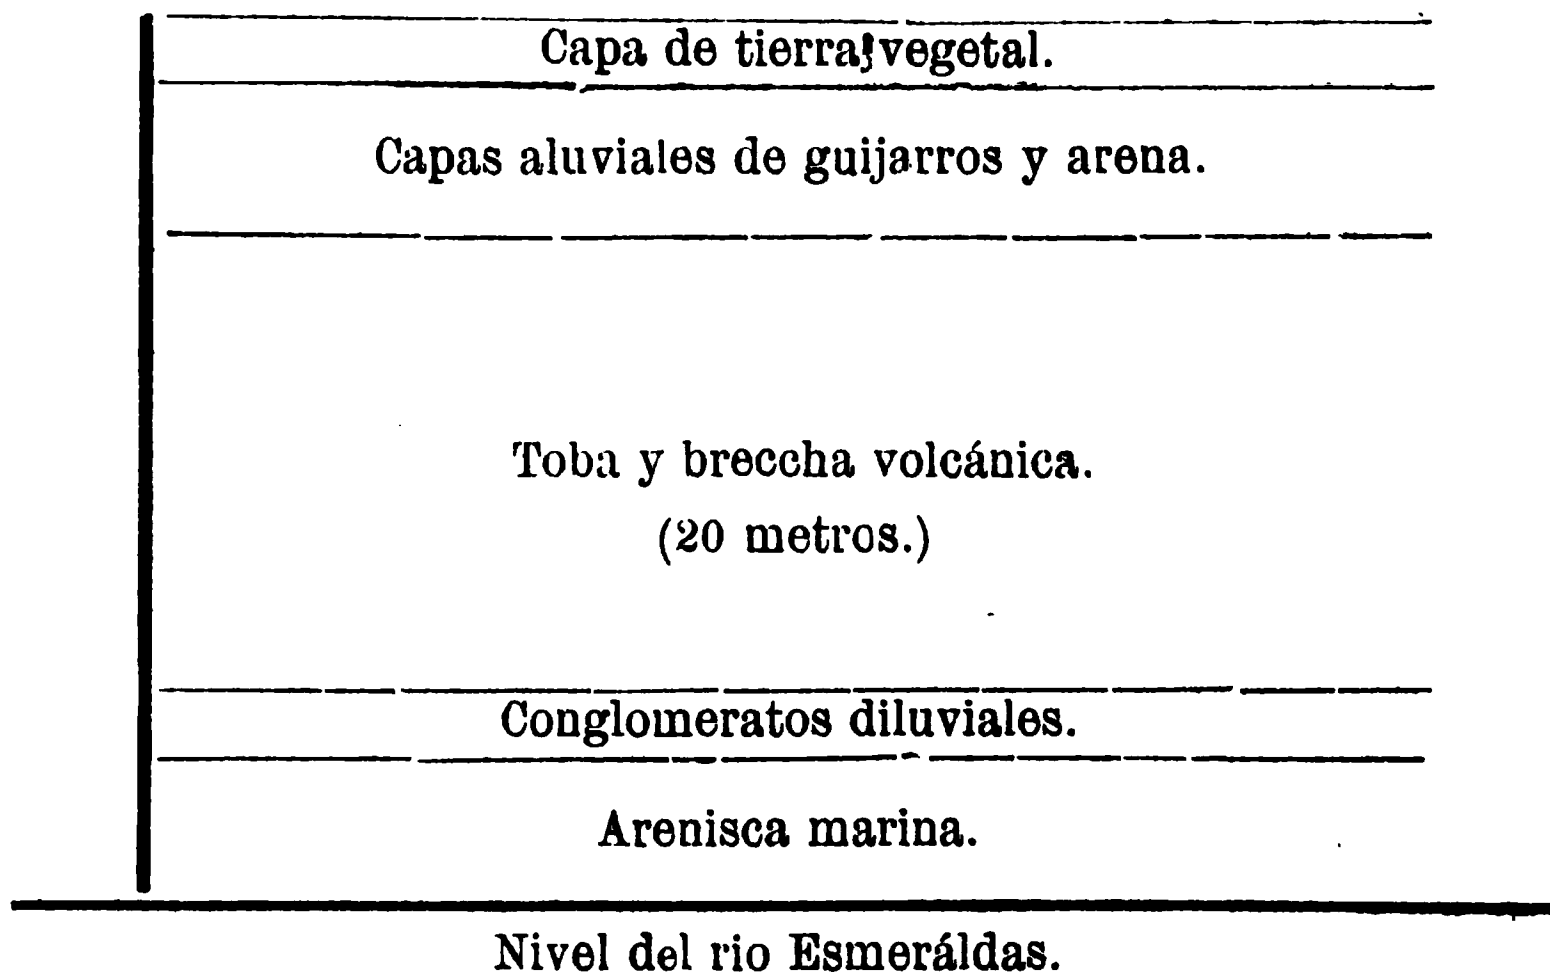 Capa de tierra vegetal.
Capas aluviales de guijarros y arena.
Toba y breccha volcánica.
(20 metros.)
Conglomeratos diluviales.
Arenisca marina.
Nivel del rio Esmeráldas.